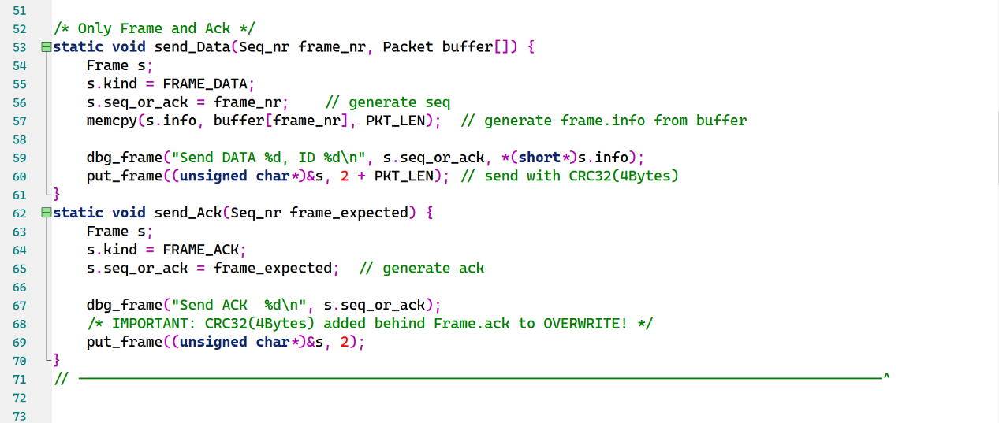 51
52 /* Only Frame and Ack */
53 static void send_Data(Seq_nr frame_nr, Packet buffer[]) {
54     Frame s;
55     s.kind = FRAME_DATA;
56     s.seq_or_ack = frame_nr;    // generate seq
57     memcpy(s.info, buffer[frame_nr], PKT_LEN);  // generate frame.info from buffer
58
59     dbg_frame("Send DATA %d, ID %d\n", s.seq_or_ack, *(short*)s.info);
60     put_frame((unsigned char*)&s, 2 + PKT_LEN); // send with CRC32(4Bytes)
61 }
62 static void send_Ack(Seq_nr frame_expected) {
63     Frame s;
64     s.kind = FRAME_ACK;
65     s.seq_or_ack = frame_expected;  // generate ack
66
67     dbg_frame("Send ACK  %d\n", s.seq_or_ack);
68     /* IMPORTANT: CRC32(4Bytes) added behind Frame.ack to OVERWRITE! */
69     put_frame((unsigned char*)&s, 2);
70 }
71 // ———————————————————————————————————————————————^
72
73